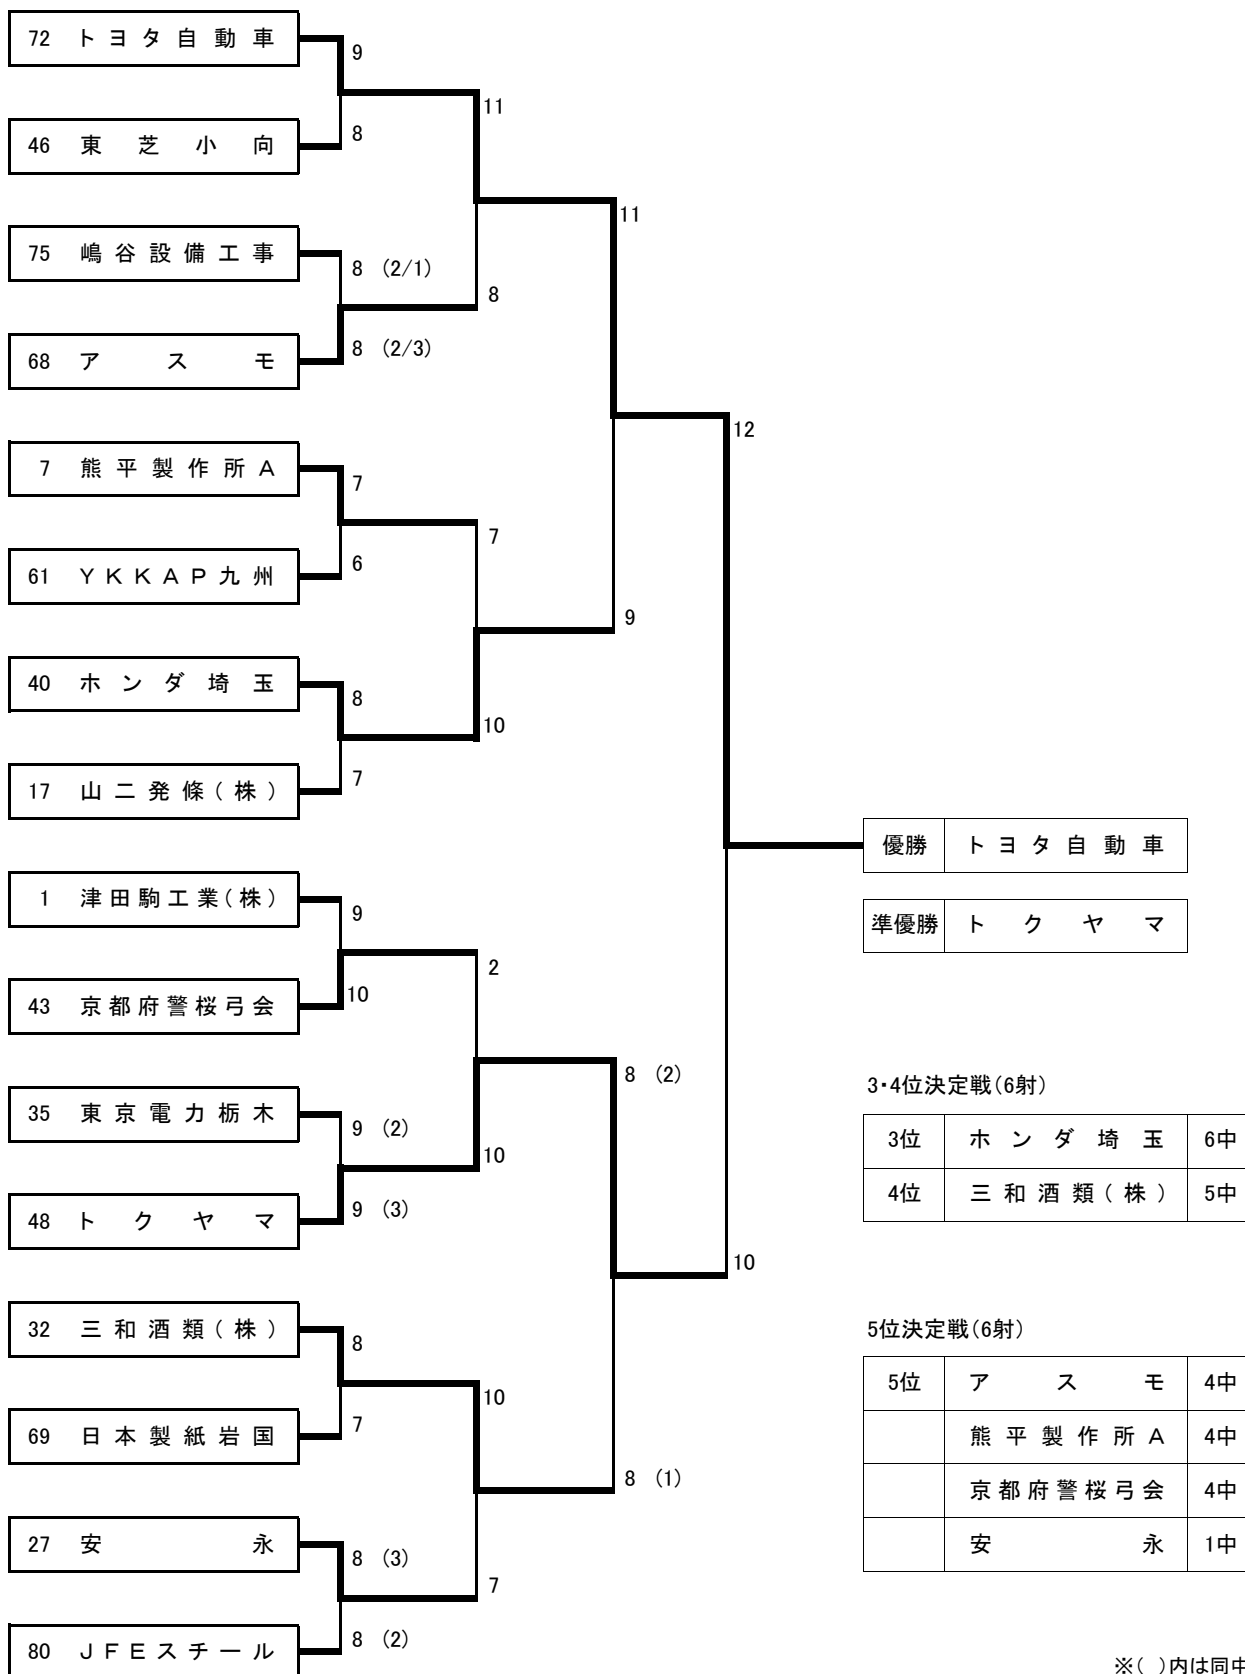 72 トヨタ自動車
9
11
46 東芝小向
8
11
75 嶋谷設備工事
8 (2/1)
8
68 アスモ
8 (2/3)
12
7 熊平製作所A
7
7
61 YKKAP九州
6
9
40 ホンダ埼玉
8
10
17 山二発條(株)
7
優勝 トヨタ自動車
1 津田駒工業(株)
9
準優勝 トクヤマ
2
43 京都府警桜弓会
10
8 (2)
3・4位決定戦(6射)
35 東京電力栃木
9 (2)
3位 ホンダ埼玉 6中
10
48 トクヤマ
9 (3)
4位 三和酒類(株) 5中
10
32 三和酒類(株)
8
5位決定戦(6射)
10
5位 アスモ 4中
69 日本製紙岩国
7
熊平製作所A 4中
8 (1)
京都府警桜弓会 4中
27 安永
8 (3)
安永 1中
7
80 JFEスチール
8 (2)
※( )内は同中